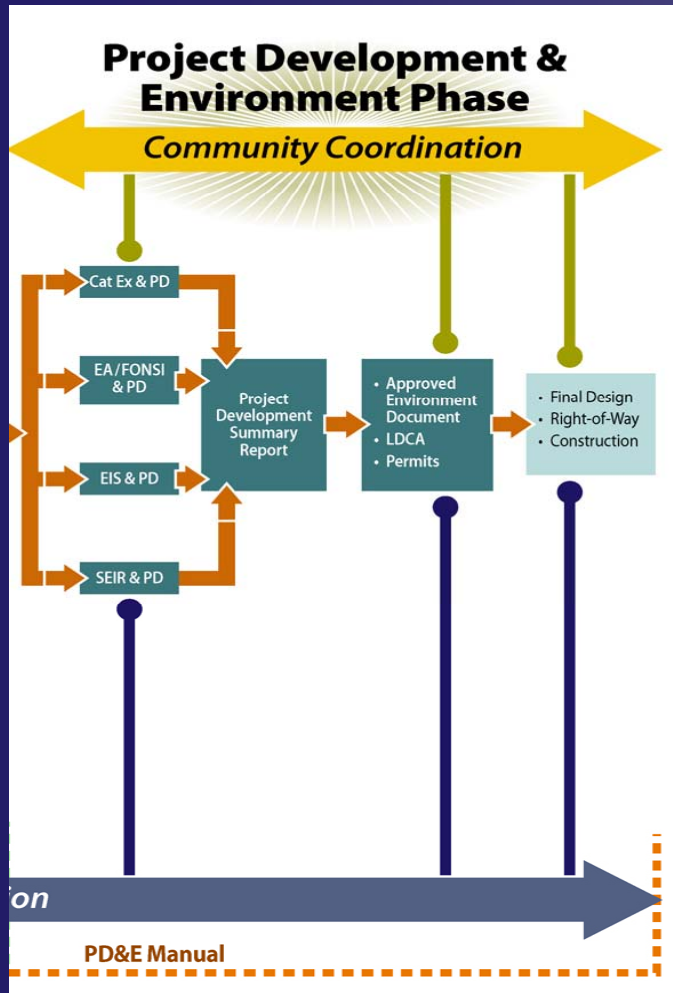 Project Development &
Environment Phase
Community Coordination
Cat Ex & PD
EA/FONSI
& PD
EIS & PD
SEIR & PD
Project
Development
Summary
Report
• Approved
Environment
Document
• LDCA
• Permits
• Final Design
• Right-of-Way
• Construction
ion
PD&E Manual